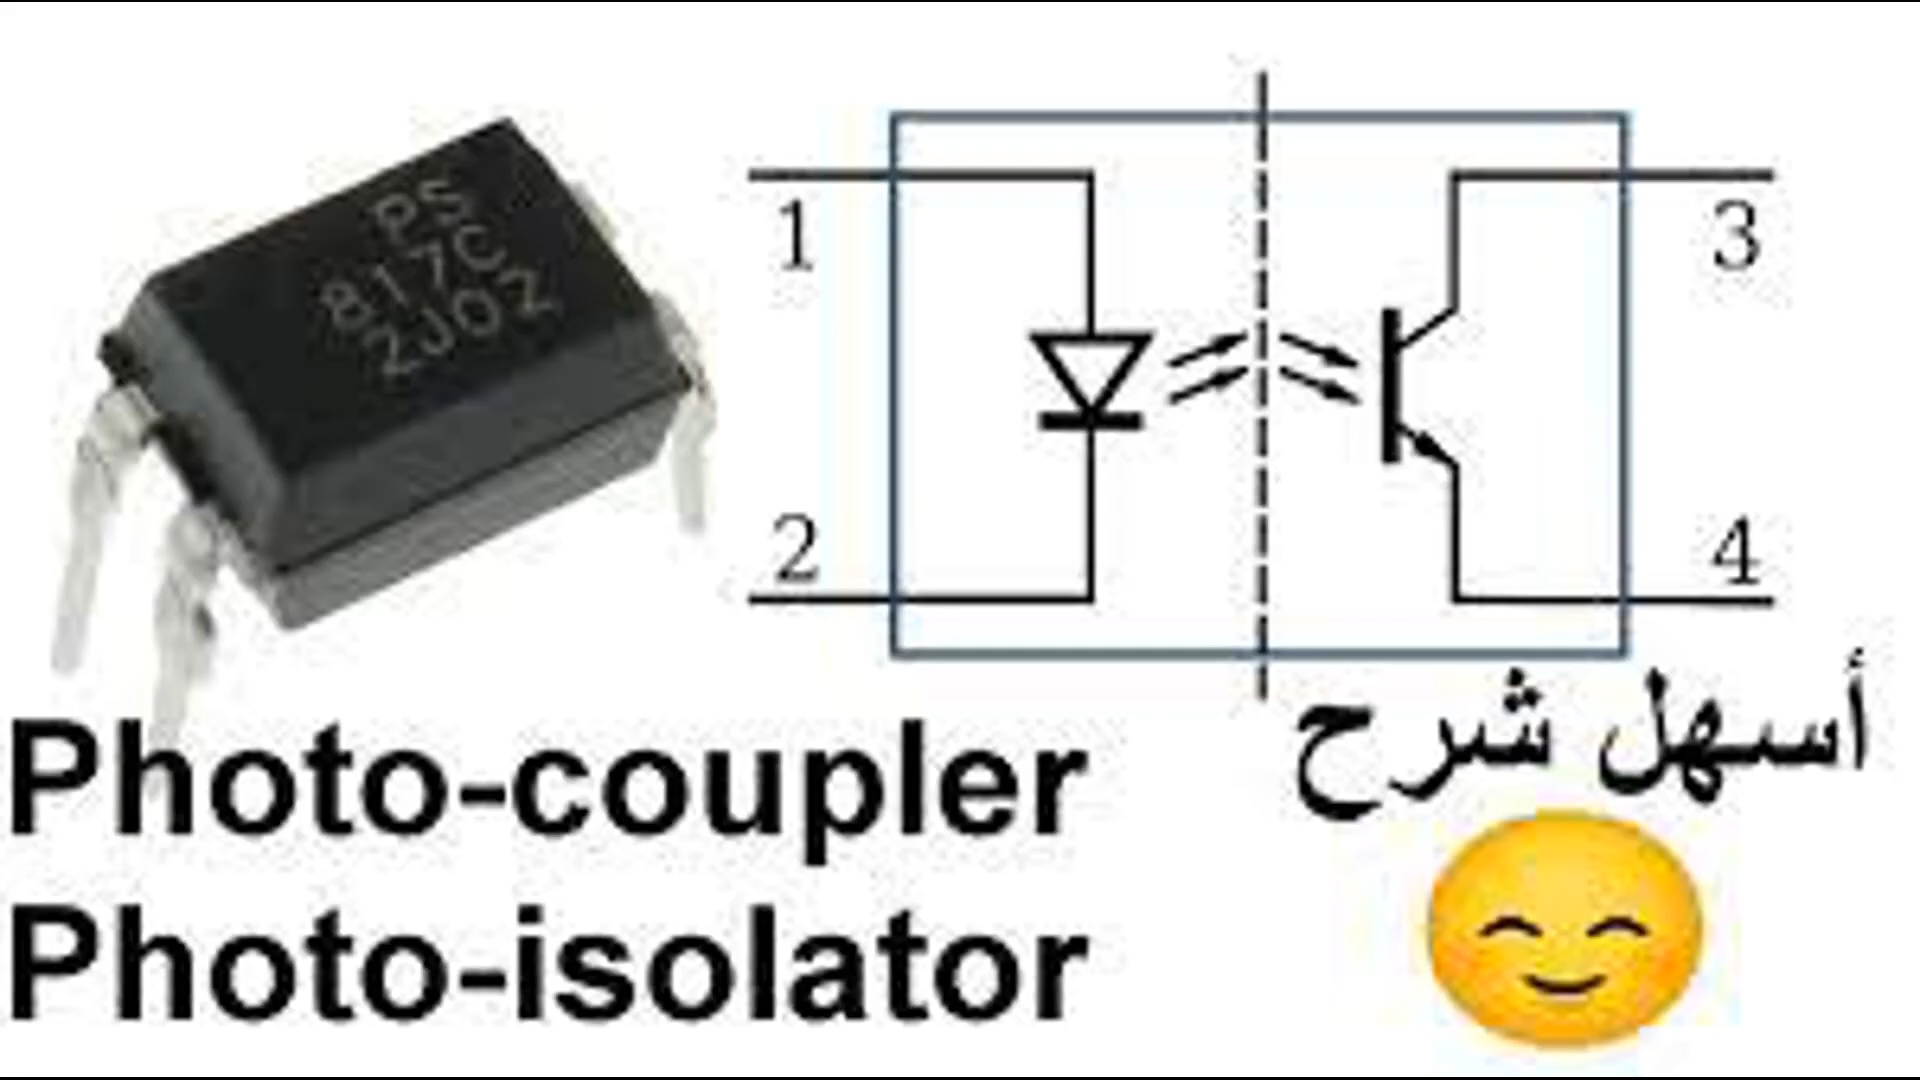 PS
817C
2J02
1
2
3
4
أسهل شرح
Photo-coupler
Photo-isolator